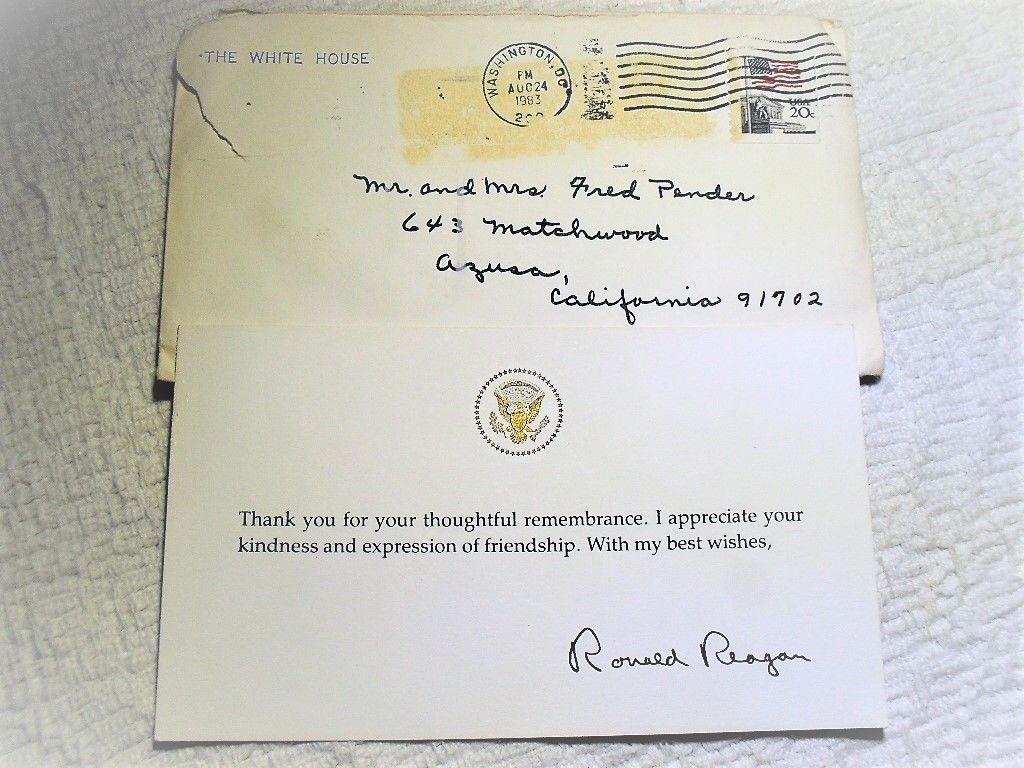 THE WHITE HOUSE
WASHINGTON, DC
PM
AUG 24
1983
USA
20c
Mr. and Mrs. Fred Pender
643 Matchwood
Azusa,
California 91702
Thank you for your thoughtful remembrance. I appreciate your
kindness and expression of friendship. With my best wishes,
Ronald Reagan